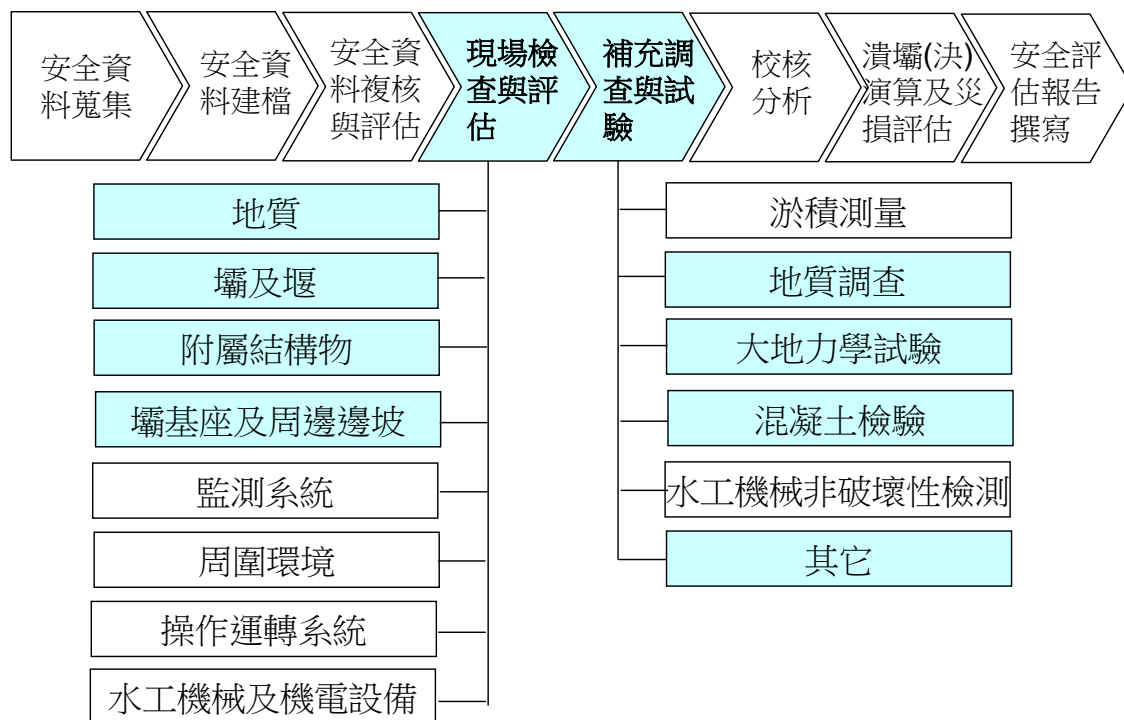 安全資
料蒐集
安全資
料建檔
安全資
料複核
與評估
現場檢
查與評
估
補充調
查與試
驗
校核
分析
潰壩(決)
演算及災
損評估
安全評
估報告
撰寫
地質
壩及堰
附屬結構物
壩基座及周邊邊坡
監測系統
周圍環境
操作運轉系統
水工機械及機電設備
淤積測量
地質調查
大地力學試驗
混凝土檢驗
水工機械非破壞性檢測
其它